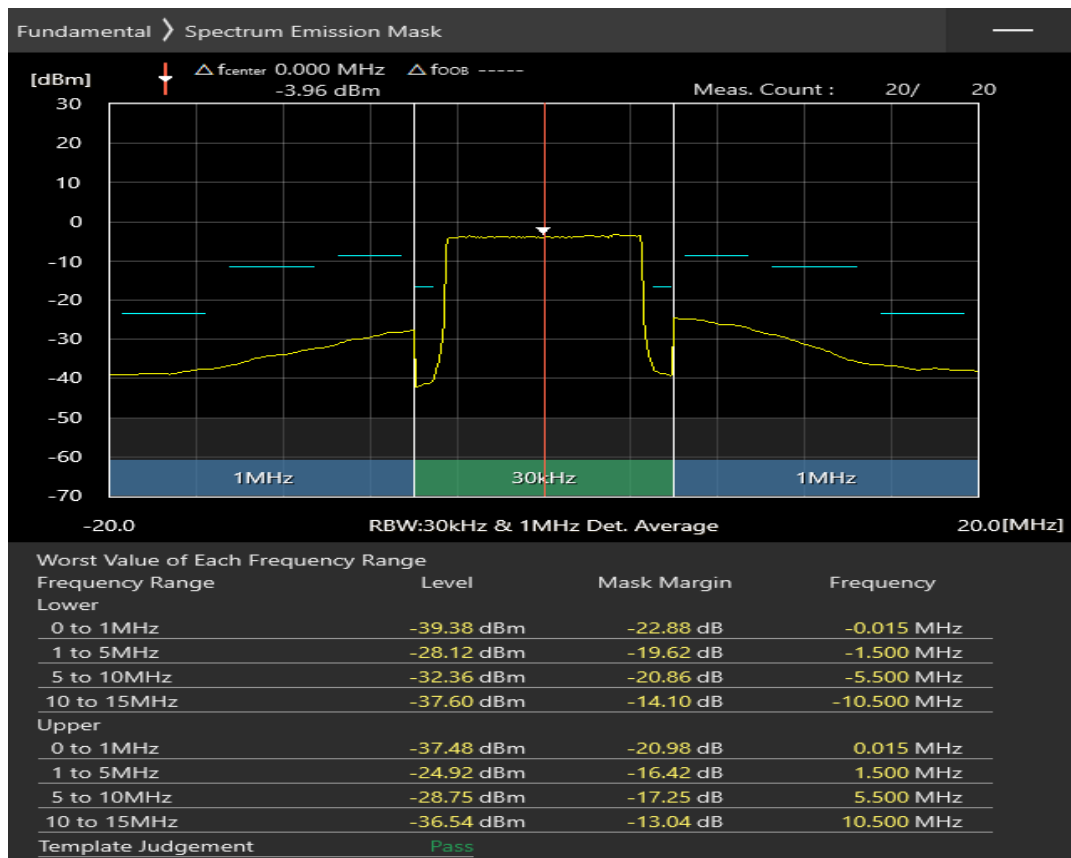 Fundamental ❯ Spectrum Emission Mask
[dBm] △ fcenter 0.000 MHz △ fOOB -----
-3.96 dBm Meas. Count : 20/ 20
30
20
10
0
-10
-20
-30
-40
-50
-60
-70
1MHz 30kHz 1MHz
-20.0 RBW:30kHz & 1MHz Det. Average 20.0[MHz]
Worst Value of Each Frequency Range
Frequency Range Level Mask Margin Frequency
Lower
0 to 1MHz -39.38 dBm -22.88 dB -0.015 MHz
1 to 5MHz -28.12 dBm -19.62 dB -1.500 MHz
5 to 10MHz -32.36 dBm -20.86 dB -5.500 MHz
10 to 15MHz -37.60 dBm -14.10 dB -10.500 MHz
Upper
0 to 1MHz -37.48 dBm -20.98 dB 0.015 MHz
1 to 5MHz -24.92 dBm -16.42 dB 1.500 MHz
5 to 10MHz -28.75 dBm -17.25 dB 5.500 MHz
10 to 15MHz -36.54 dBm -13.04 dB 10.500 MHz
Template Judgement Pass